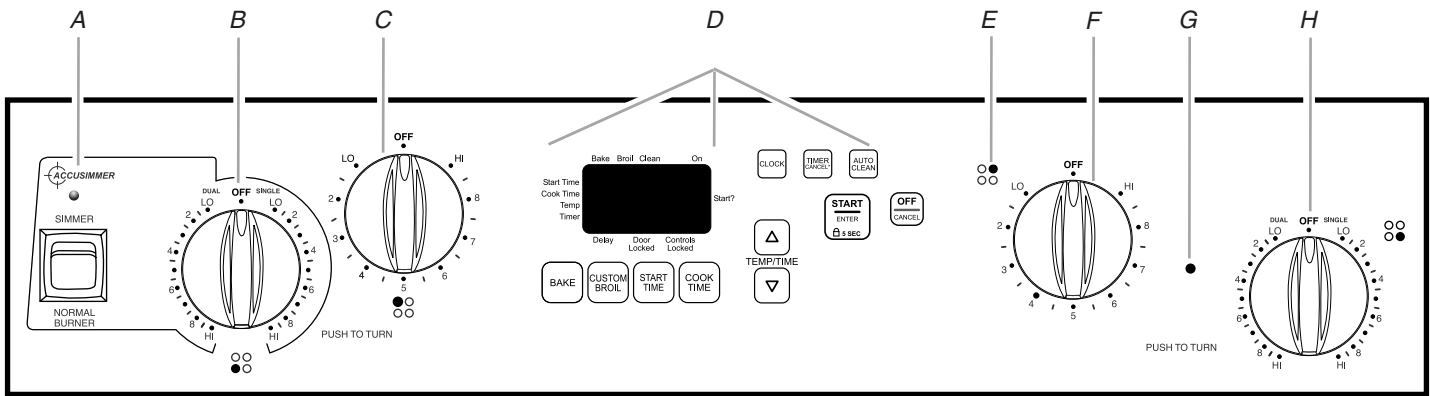 A B C D E F G H
ACCUSIMMER
SIMMER
NORMAL
BURNER
DUAL OFF SINGLE
LO LO
2 2
4 4
6 6
8 8
HI HI
PUSH TO TURN
OFF
LO HI
2 8
3 7
4 6
5
Bake Broil Clean On
Start Time
Cook Time
Temp
Timer
Start?
Delay Door Controls
Locked Locked
BAKE
CUSTOM
BROIL
START
TIME
COOK
TIME
CLOCK
TIMER
CANCEL*
AUTO
CLEAN
TEMP/TIME
START
ENTER
5 SEC
OFF
CANCEL
OFF
LO HI
2 8
3 7
4 6
5
PUSH TO TURN
DUAL OFF SINGLE
LO LO
2 2
4 4
6 6
8 8
HI HI